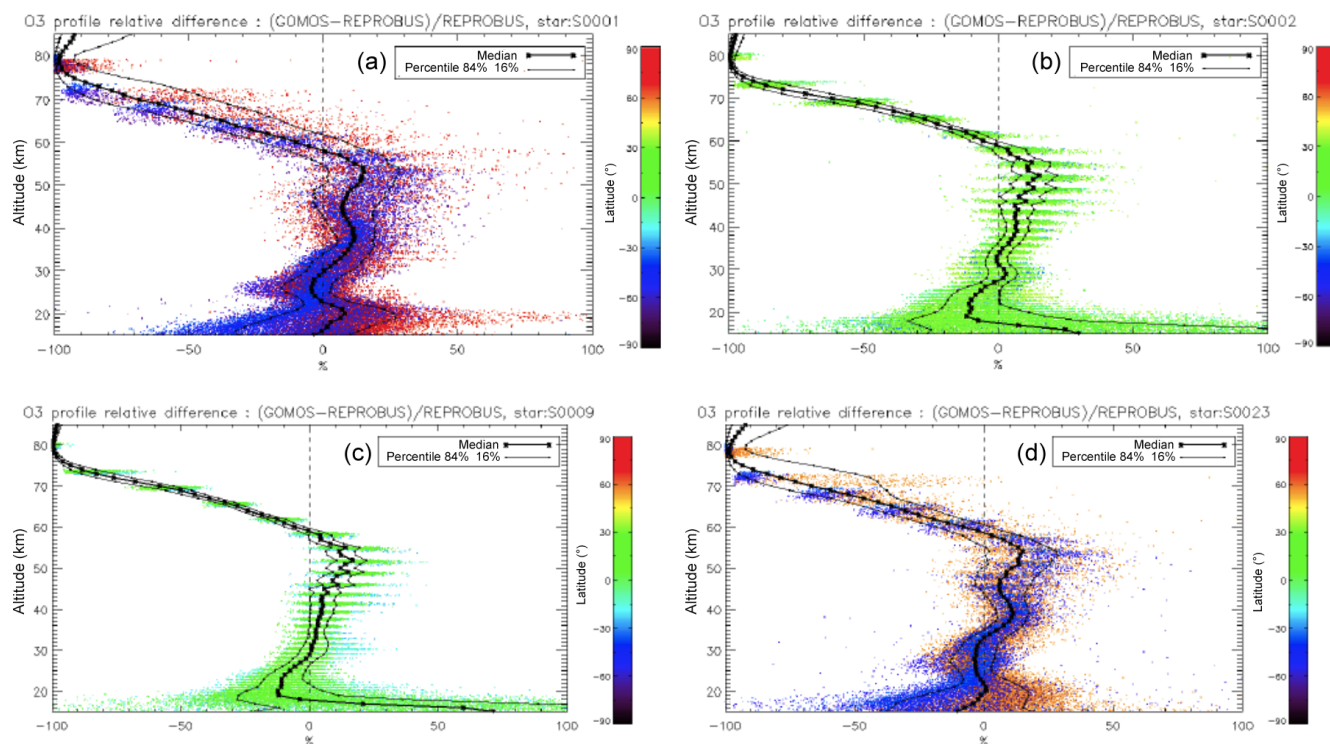 O3 profile relative difference : (GOMOS-REPROBUS)/REPROBUS, star:S0001
(a)
Median
Percentile 84% 16%
Altitude (km)
80
70
60
50
40
30
20
-100 -50 0 50 100
%
Latitude (°)
90
60
30
0
-30
-60
-90
O3 profile relative difference : (GOMOS-REPROBUS)/REPROBUS, star:S0002
(b)
Median
Percentile 84% 16%
Altitude (km)
80
70
60
50
40
30
20
-100 -50 0 50 100
%
Latitude (°)
90
60
30
0
-30
-60
-90
O3 profile relative difference : (GOMOS-REPROBUS)/REPROBUS, star:S0009
(c)
Median
Percentile 84% 16%
Altitude (km)
80
70
60
50
40
30
20
-100 -50 0 50 100
%
Latitude (°)
90
60
30
0
-30
-60
-90
O3 profile relative difference : (GOMOS-REPROBUS)/REPROBUS, star:S0023
(d)
Median
Percentile 84% 16%
Altitude (km)
80
70
60
50
40
30
20
-100 -50 0 50 100
%
Latitude (°)
90
60
30
0
-30
-60
-90